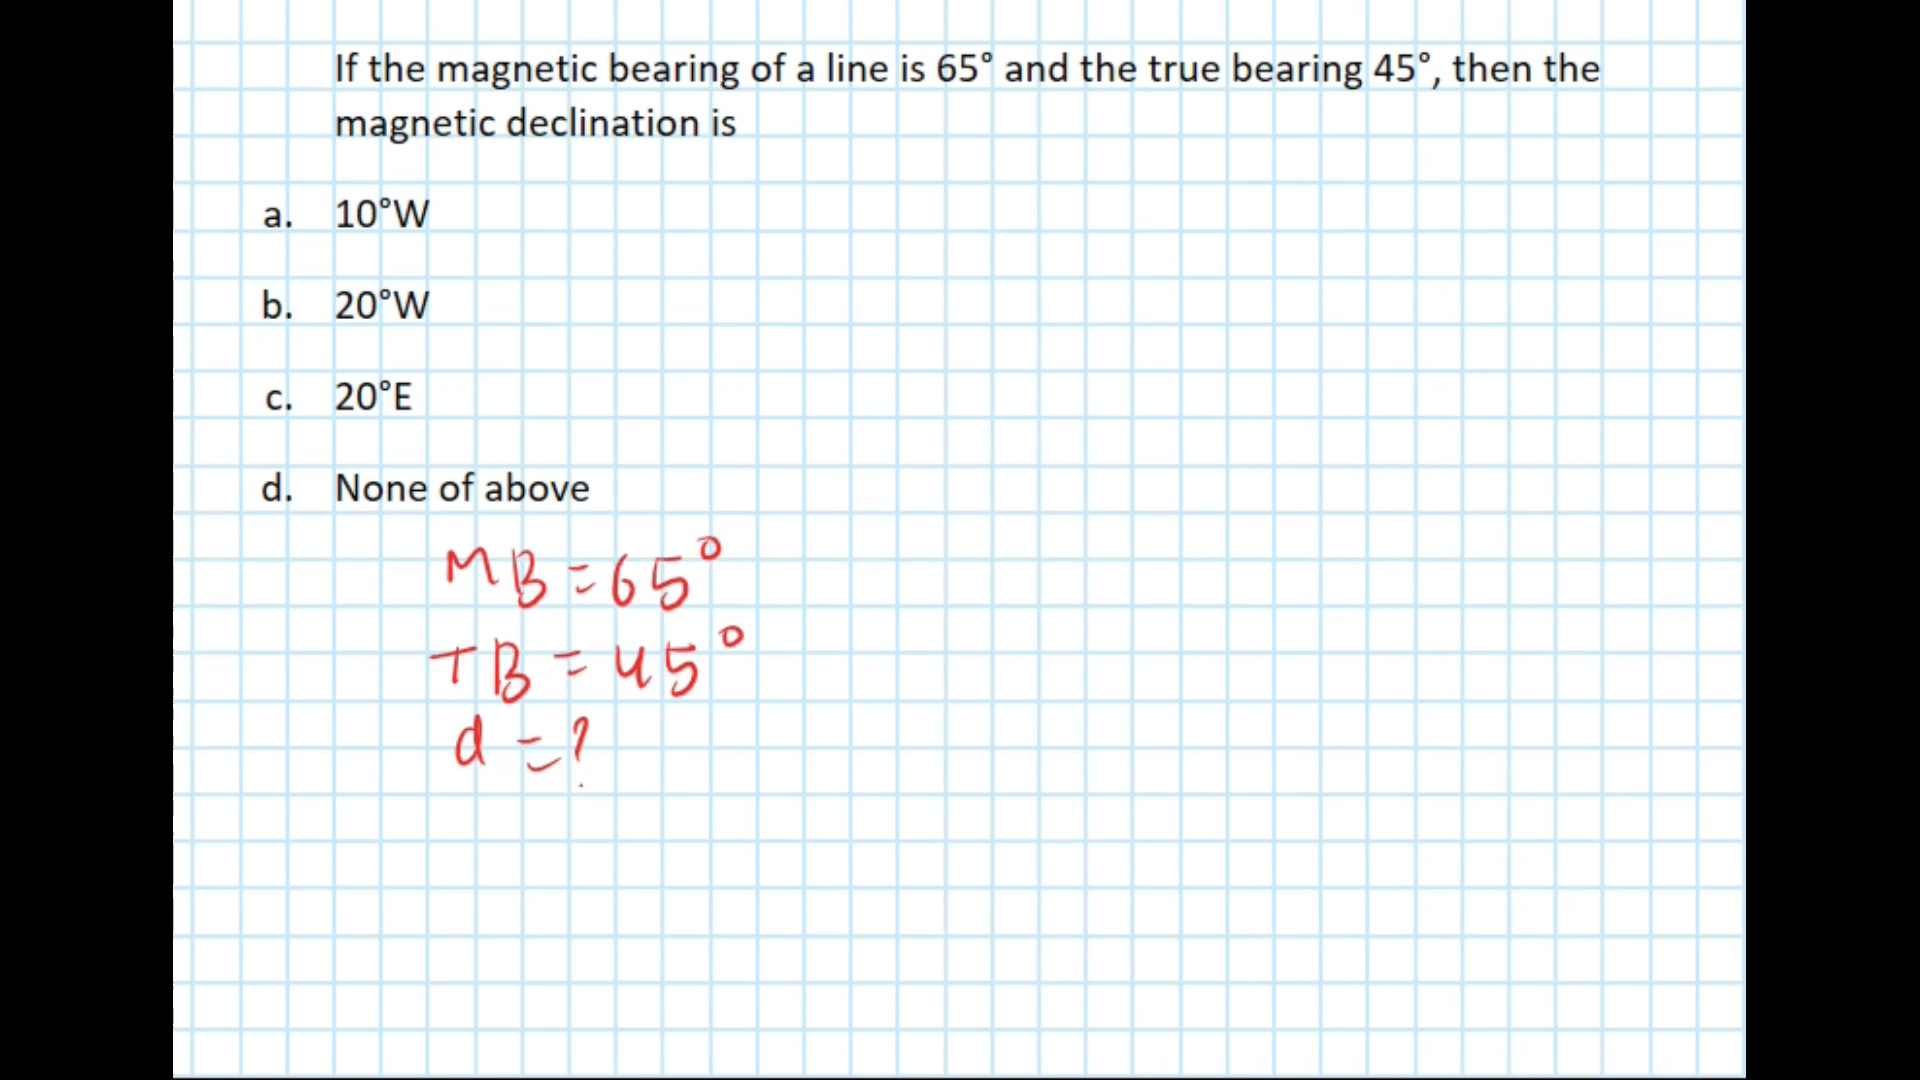 If the magnetic bearing of a line is 65° and the true bearing 45°, then the
magnetic declination is
a. 10°W
b. 20°W
c. 20°E
d. None of above
MB = 65°
TB = 45°
d = ?